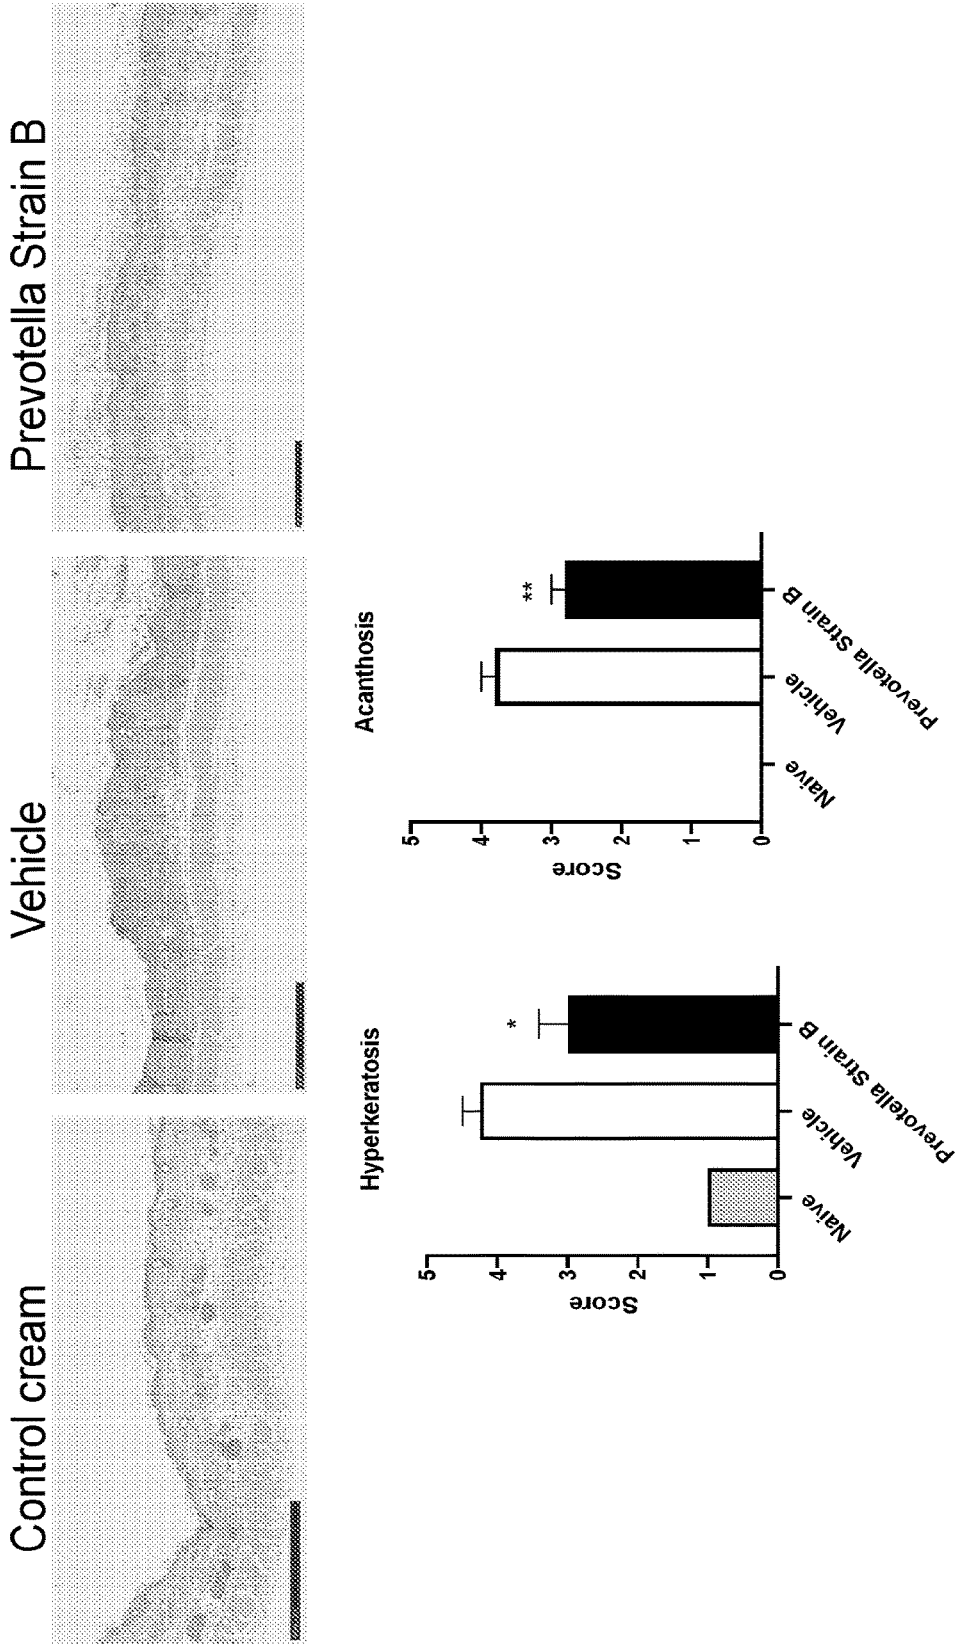 Control cream
Vehicle
Prevotella Strain B
Hyperkeratosis
5
4
3
2
1
0
Score
*
Naive
Vehicle
Prevotella Strain B
Acanthosis
5
4
3
2
1
0
Score
**
Naive
Vehicle
Prevotella Strain B